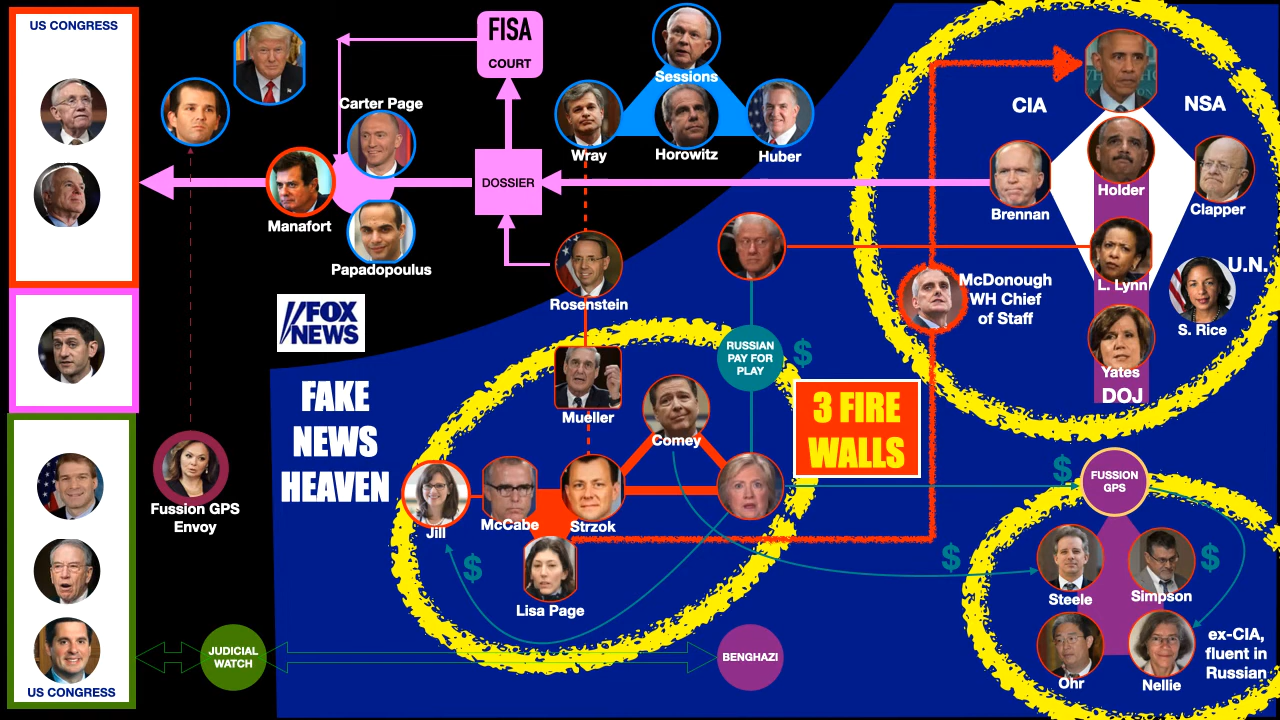 US CONGRESS
FISA
COURT
Carter Page
Sessions
CIA
NSA
Wray
Horowitz
Huber
DOSSIER
Holder
Brennan
Clapper
Manafort
Papadopoulus
U.N.
McDonough
WH Chief
of Staff
L. Lynn
Rosenstein
FOX
NEWS
S. Rice
RUSSIAN
PAY FOR
PLAY
$
Yates
DOJ
FAKE
NEWS
HEAVEN
Mueller
Comey
3 FIRE
WALLS
$
FUSSION
GPS
Fussion GPS
Envoy
Jill
McCabe
Strzok
$
Lisa Page
$
$
Steele
Simpson
JUDICIAL
WATCH
BENGHAZI
ex-CIA,
fluent in
Russian
Ohr
Nellie
US CONGRESS